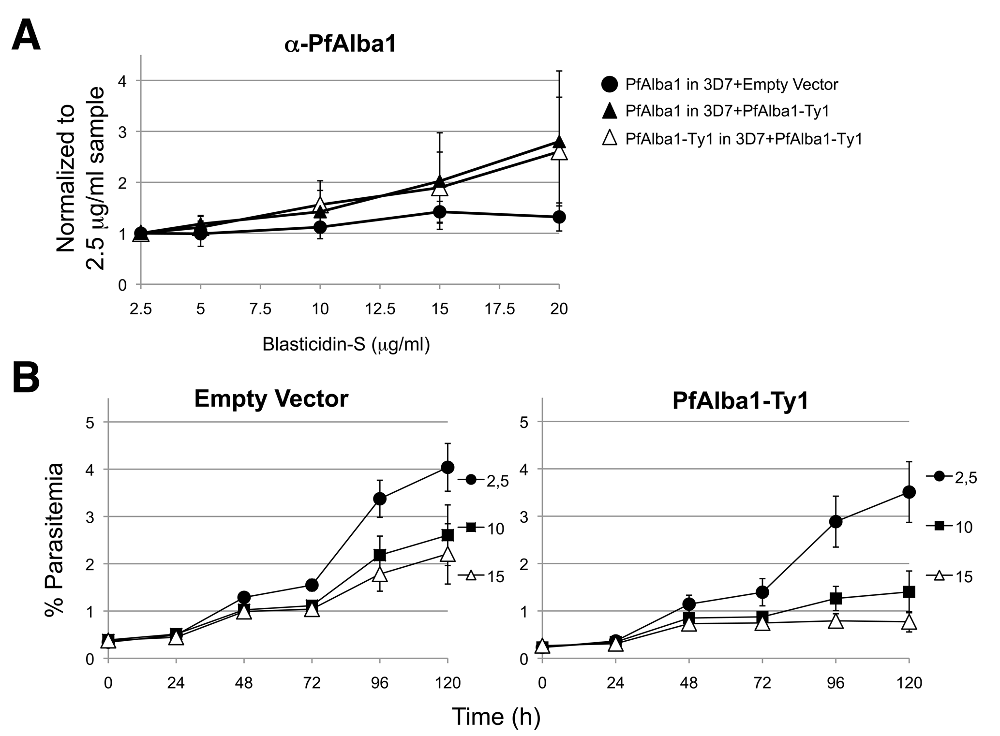 A
α-PfAlba1
Normalized to
2.5 µg/ml sample
4
3
2
1
0
2.5 5 7.5 10 12.5 15 17.5 20
Blasticidin-S (µg/ml)
PfAlba1 in 3D7+Empty Vector
PfAlba1 in 3D7+PfAlba1-Ty1
PfAlba1-Ty1 in 3D7+PfAlba1-Ty1
B
Empty Vector
% Parasitemia
5
4
3
2
1
0
0 24 48 72 96 120
2,5
10
15
PfAlba1-Ty1
5
4
3
2
1
0
0 24 48 72 96 120
2,5
10
15
Time (h)